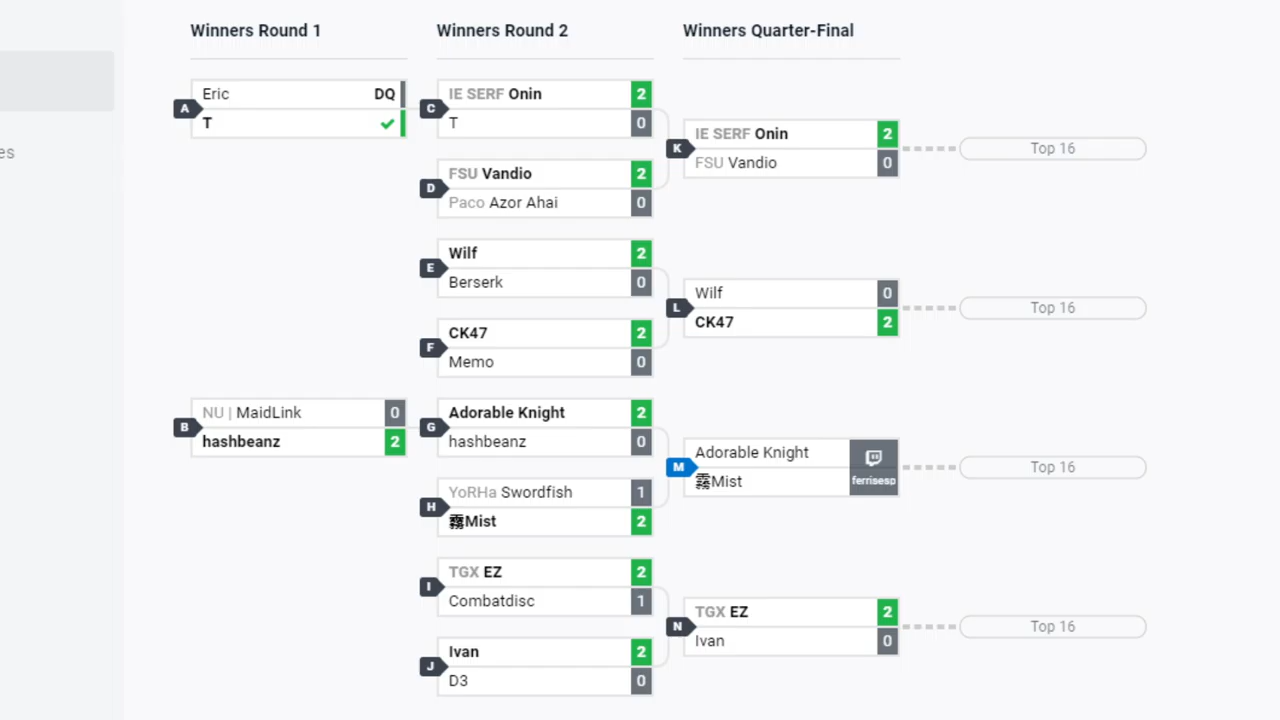 Winners Round 1
Winners Round 2
Winners Quarter-Final
es
A
Eric DQ
T
B
NU | MaidLink 0
hashbeanz 2
C
IE SERF Onin 2
T 0
D
FSU Vandio 2
Paco Azor Ahai 0
E
Wilf 2
Berserk 0
F
CK47 2
Memo 0
G
Adorable Knight 2
hashbeanz 0
H
YoRHa Swordfish 1
霧Mist 2
I
TGX EZ 2
Combatdisc 1
J
Ivan 2
D3 0
K
IE SERF Onin 2
FSU Vandio 0
Top 16
L
Wilf 0
CK47 2
Top 16
M
Adorable Knight
霧Mist
ferrisesp
Top 16
N
TGX EZ 2
Ivan 0
Top 16